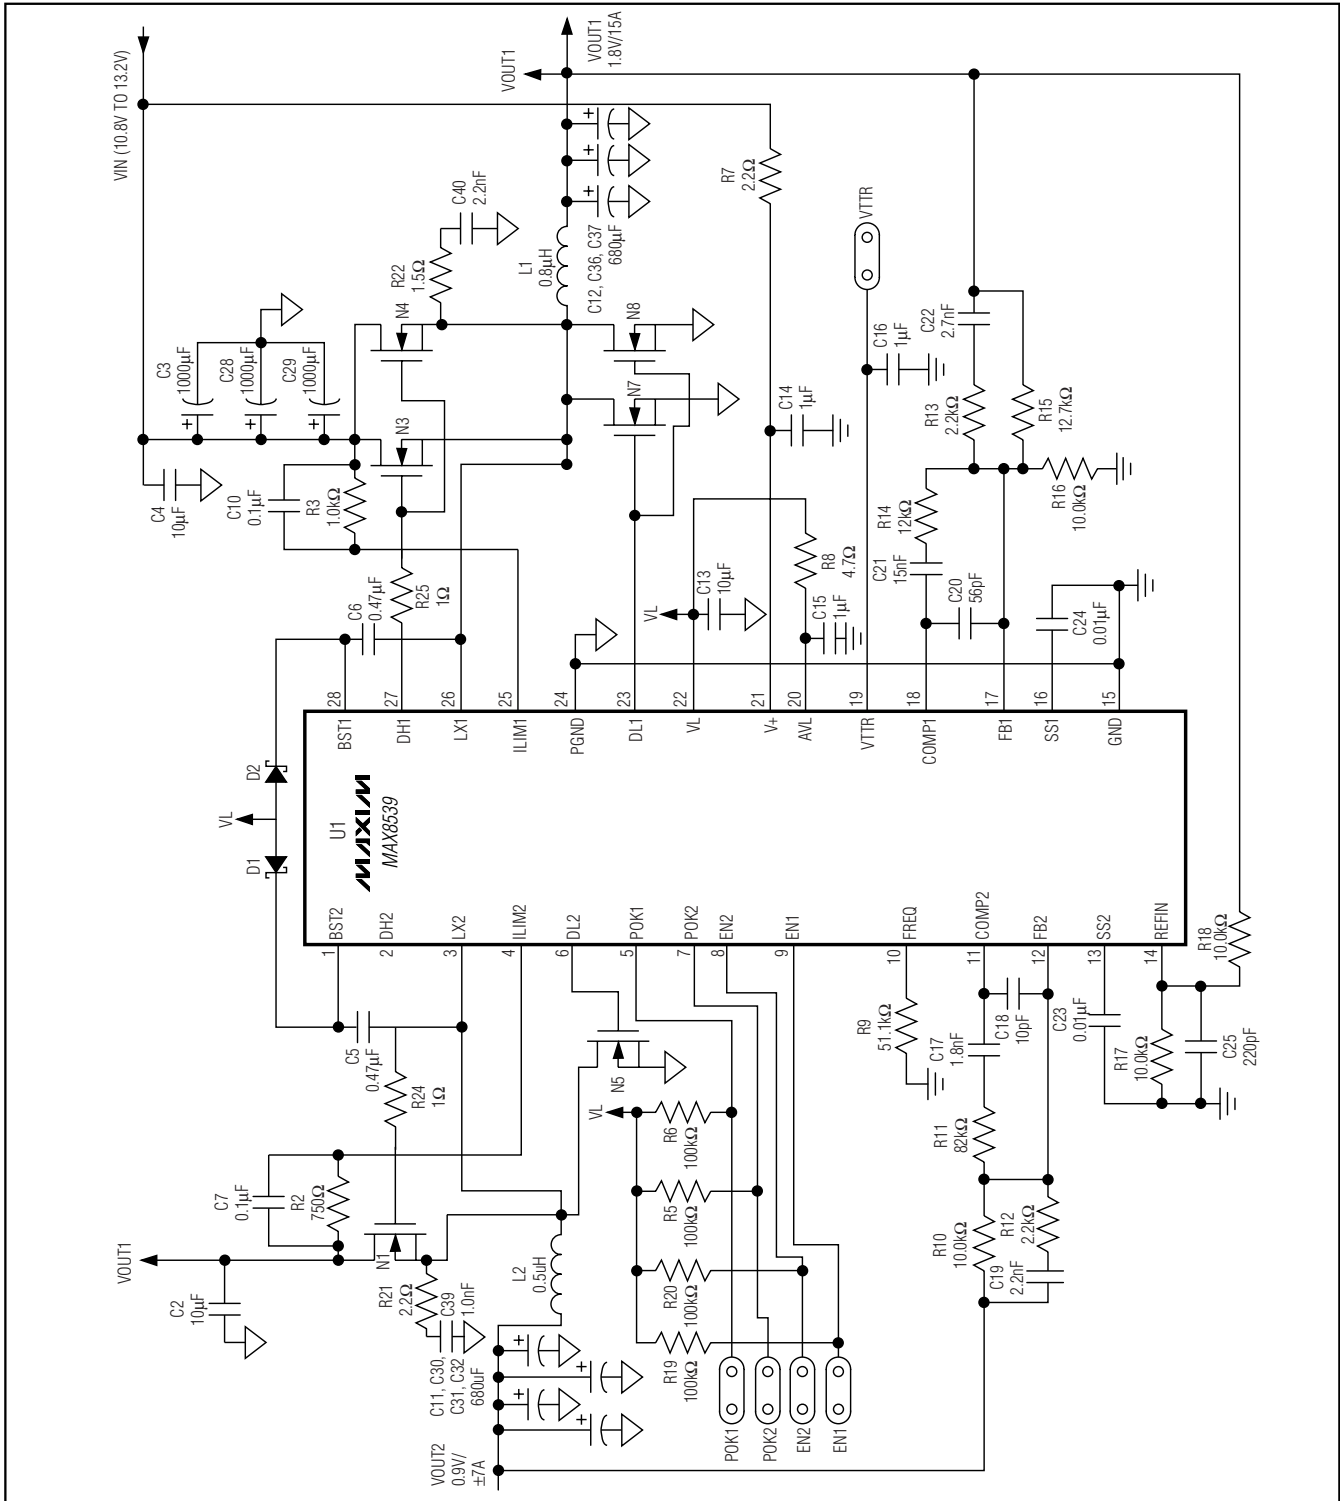 VIN (10.8V TO 13.2V)
VOUT1
1.8V/15A
VOUT1
C4
10μF
C3
1000μF
C28
1000μF
C29
1000μF
C10
0.1μF
R3
1.0kΩ
N3
N4
R22
1.5Ω
C40
2.2nF
L1
0.8μH
C12, C36, C37
680μF
N7
N8
C6
0.47μF
R25
1Ω
VL
C13
10μF
R8
4.7Ω
C15
1μF
C14
1μF
R7
2.2Ω
VTTR
C16
1μF
C22
2.7nF
R13
2.2kΩ
R15
12.7kΩ
R14
12kΩ
C21
15nF
C20
56pF
R16
10.0kΩ
C24
0.01μF
VL
D1
D2
28
BST1
27
DH1
26
LX1
25
ILIM1
24
PGND
23
DL1
22
VL
21
V+
20
AVL
19
VTTR
18
COMP1
17
FB1
16
SS1
15
GND
U1
MAXIM
MAX8539
BST2
1
DH2
2
LX2
3
ILIM2
4
DL2
6
POK1
5
POK2
7
EN2
8
EN1
9
FREQ
10
COMP2
11
FB2
12
SS2
13
REFIN
14
C5
0.47μF
R24
1Ω
C7
0.1μF
R2
750Ω
VOUT1
C2
10μF
N1
R21
2.2Ω
C39
1.0nF
L2
0.5uH
C11, C30,
C31, C32
680uF
VOUT2
0.9V/
±7A
N5
VL
R6
100kΩ
R5
100kΩ
R20
100kΩ
R19
100kΩ
POK1
POK2
EN2
EN1
R9
51.1kΩ
C17
1.8nF
C18
10pF
R11
82kΩ
R10
10.0kΩ
R12
2.2kΩ
C19
2.2nF
C23
0.01μF
R17
10.0kΩ
C25
220pF
R18
10.0kΩ